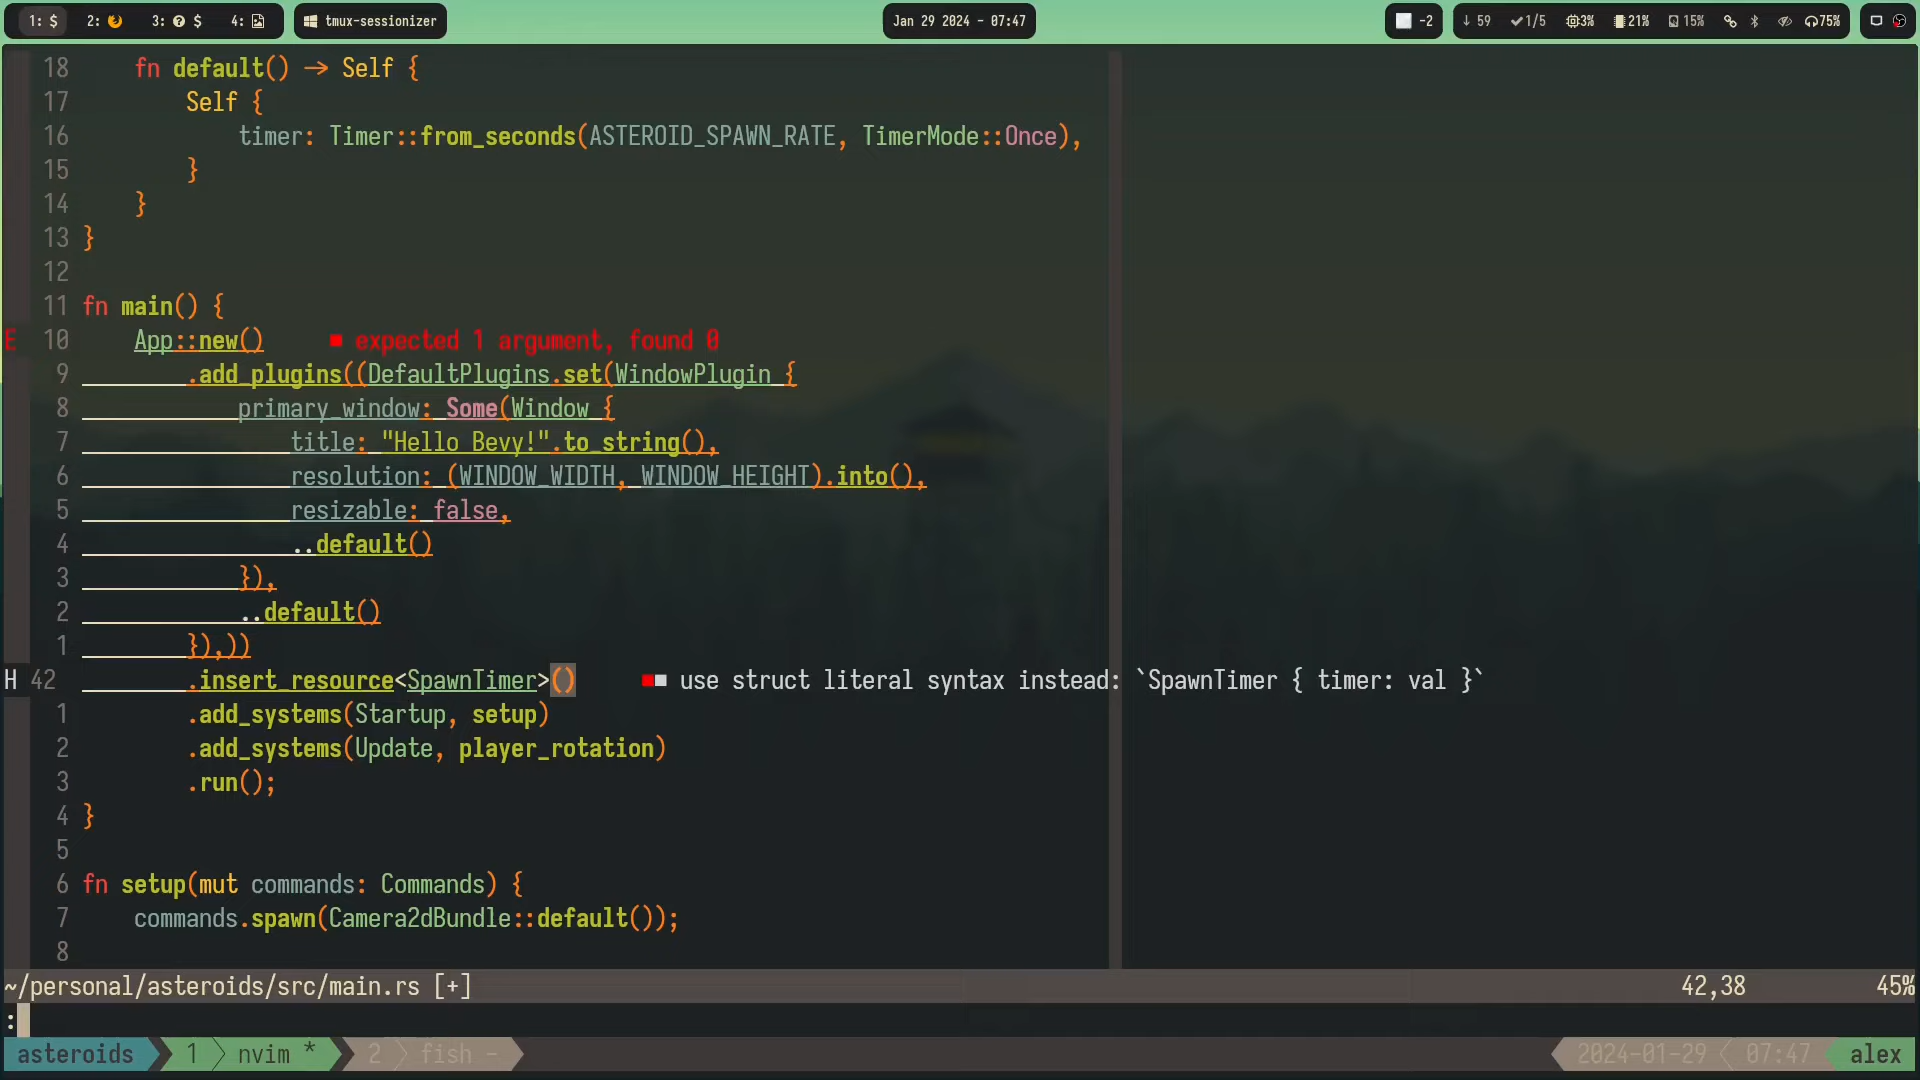 1: $ 2: 3: $ 4: tmux-sessionizer Jan 29 2024 - 07:47 -2 ↓ 59 ✓1/5 3% 21% 15% 75%
18 fn default() -> Self {
17 Self {
16 timer: Timer::from_seconds(ASTEROID_SPAWN_RATE, TimerMode::Once),
15 }
14 }
13 }
12
11 fn main() {
E 10 App::new() ■ expected 1 argument, found 0
9 .add_plugins((DefaultPlugins.set(WindowPlugin {
8 primary_window: Some(Window {
7 title: "Hello Bevy!".to_string(),
6 resolution: (WINDOW_WIDTH, WINDOW_HEIGHT).into(),
5 resizable: false,
4 ..default()
3 }),
2 ..default()
1 }),))
H 42 .insert_resource<SpawnTimer>() ■■ use struct literal syntax instead: `SpawnTimer { timer: val }`
1 .add_systems(Startup, setup)
2 .add_systems(Update, player_rotation)
3 .run();
4 }
5
6 fn setup(mut commands: Commands) {
7 commands.spawn(Camera2dBundle::default());
8
~/personal/asteroids/src/main.rs [+] 42,38 45%
:
asteroids 1 nvim * 2 fish - 2024-01-29 07:47 alex